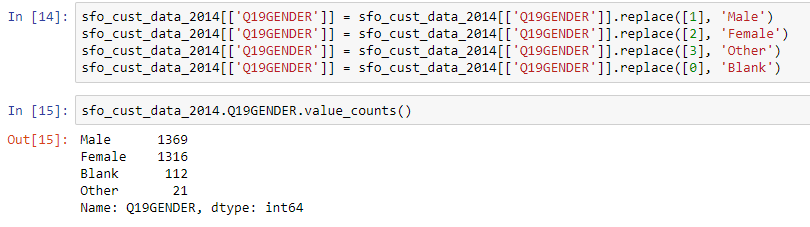 In [14]: sfo_cust_data_2014[['Q19GENDER']] = sfo_cust_data_2014[['Q19GENDER']].replace([1], 'Male')
sfo_cust_data_2014[['Q19GENDER']] = sfo_cust_data_2014[['Q19GENDER']].replace([2], 'Female')
sfo_cust_data_2014[['Q19GENDER']] = sfo_cust_data_2014[['Q19GENDER']].replace([3], 'Other')
sfo_cust_data_2014[['Q19GENDER']] = sfo_cust_data_2014[['Q19GENDER']].replace([0], 'Blank')
In [15]: sfo_cust_data_2014.Q19GENDER.value_counts()
Out[15]: Male 1369
Female 1316
Blank 112
Other 21
Name: Q19GENDER, dtype: int64